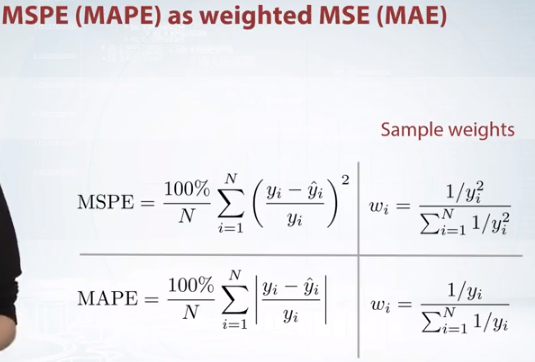 MSPE (MAPE) as weighted MSE (MAE)
Sample weights
MSPE = \frac{100\%}{N} \sum_{i=1}^{N} \left( \frac{y_i - \hat{y}_i}{y_i} \right)^2
w_i = \frac{1/y_i^2}{\sum_{i=1}^{N} 1/y_i^2}
MAPE = \frac{100\%}{N} \sum_{i=1}^{N} \left| \frac{y_i - \hat{y}_i}{y_i} \right|
w_i = \frac{1/y_i}{\sum_{i=1}^{N} 1/y_i}